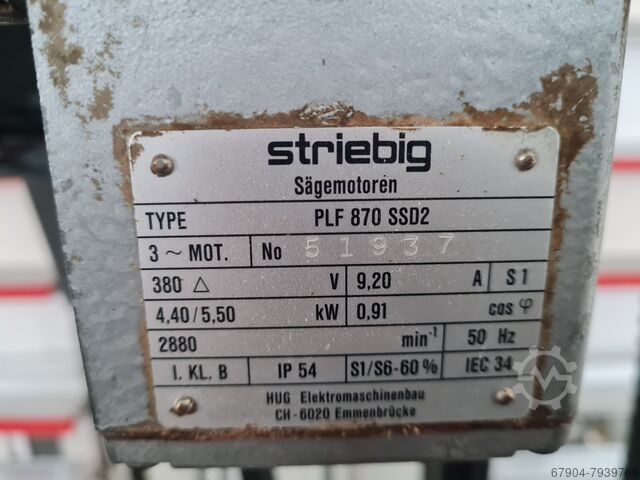 striebig
Sägemotoren
TYPE PLF 870 SSD2
3 ~ MOT. No 51937
380 △ V 9,20 A S1
4,40/5,50 kW 0,91 cos φ
2880 min⁻¹ 50 Hz
I. KL. B IP 54 S1/S6-60% IEC 34
HUG Elektromaschinenbau
CH-6020 Emmenbrücke